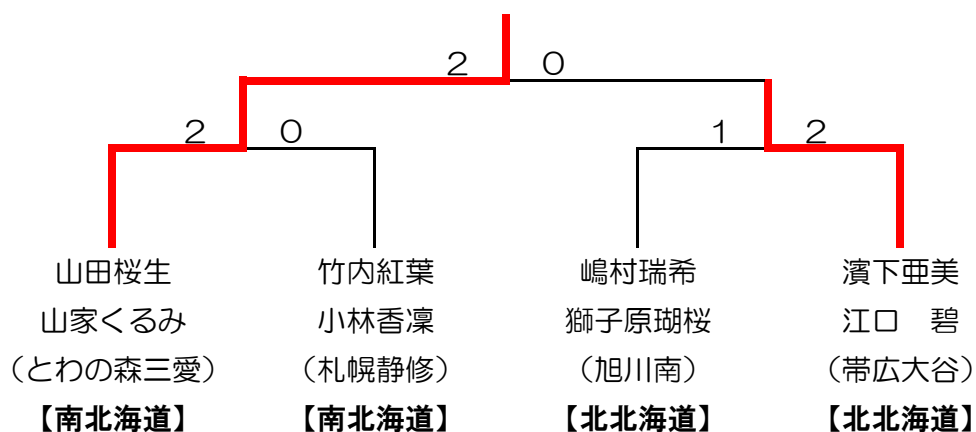 2 0
2 0 1 2
山田桜生 竹内紅葉 嶋村瑞希 濱下亜美
山家くるみ 小林香凜 獅子原瑚桜 江口　碧
（とわの森三愛） （札幌静修） （旭川南） （帯広大谷）
【南北海道】 【南北海道】 【北北海道】 【北北海道】